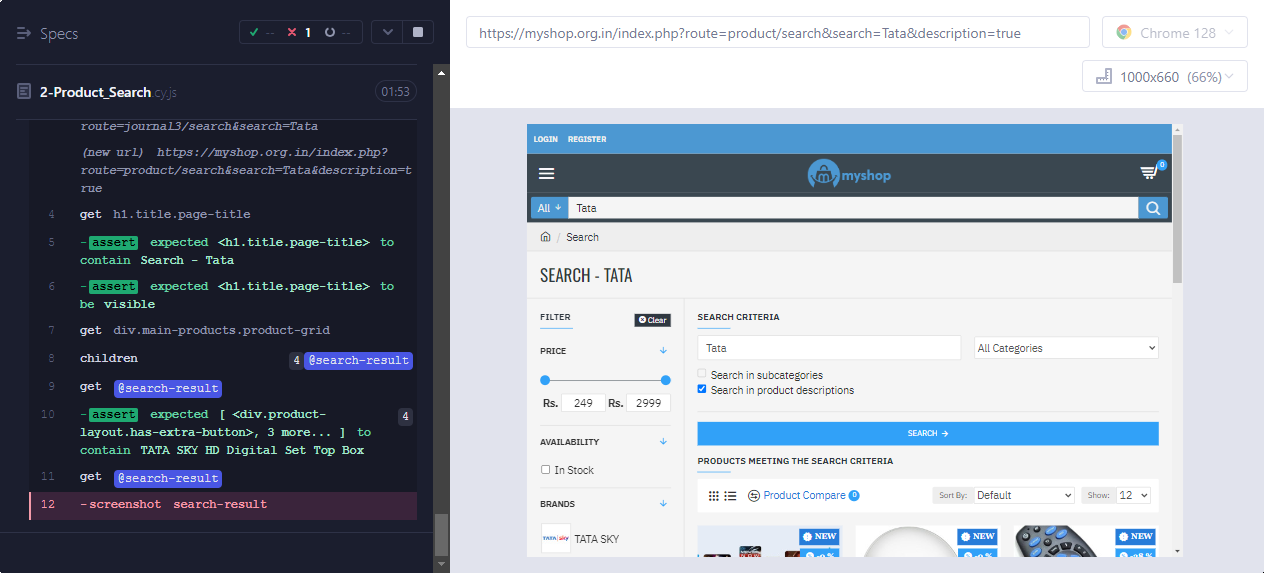 Specs
-- 1 --
2-Product_Search cy.js 01:53
route=journal3/search&search=Tata
(new url) https://myshop.org.in/index.php?
route=product/search&search=Tata&description=t
rue
4 get h1.title.page-title
5 -assert expected <h1.title.page-title> to
contain Search - Tata
6 -assert expected <h1.title.page-title> to
be visible
7 get div.main-products.product-grid
8 children 4 @search-result
9 get @search-result
10 -assert expected [ <div.product- 4
layout.has-extra-button>, 3 more... ] to
contain TATA SKY HD Digital Set Top Box
11 get @search-result
12 -screenshot search-result
https://myshop.org.in/index.php?route=product/search&search=Tata&description=true
Chrome 128
1000x660 (66%)
LOGIN REGISTER
myshop 0
All Tata
/ Search
SEARCH - TATA
FILTER Clear
PRICE
Rs. 249 Rs. 2999
AVAILABILITY
In Stock
BRANDS
TATA sky TATA SKY
SEARCH CRITERIA
Tata All Categories
Search in subcategories
Search in product descriptions
SEARCH
PRODUCTS MEETING THE SEARCH CRITERIA
Product Compare 0 Sort By: Default Show: 12
NEW NEW NEW